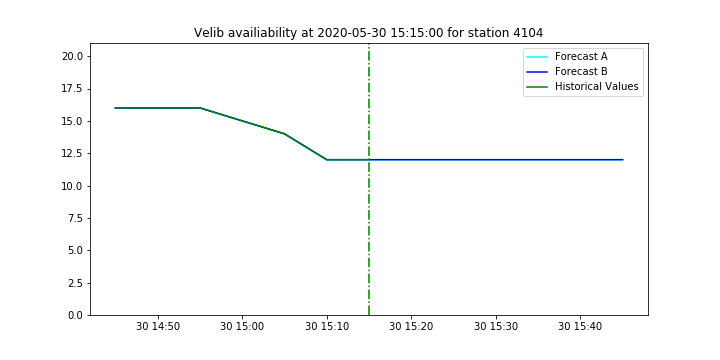 Velib availiability at 2020-05-30 15:15:00 for station 4104
Forecast A
Forecast B
Historical Values
20.0
17.5
15.0
12.5
10.0
7.5
5.0
2.5
0.0
30 14:50 30 15:00 30 15:10 30 15:20 30 15:30 30 15:40